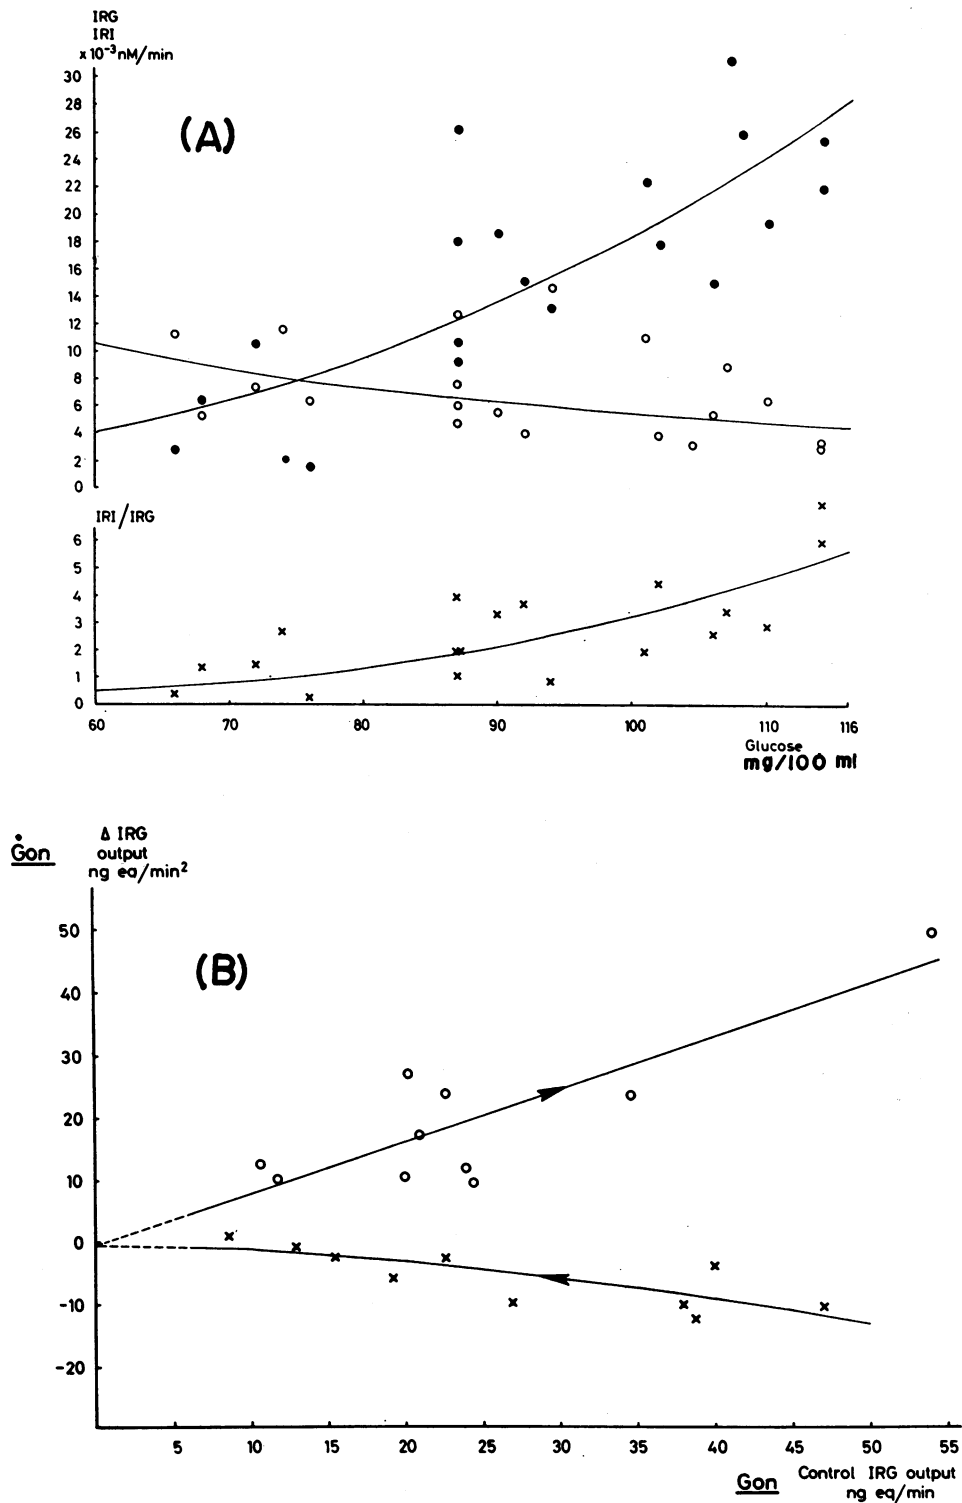 IRG
IRI
x10⁻³nM/min
30
28
26
24
22
20
18
16
14
12
10
8
6
4
2
0
(A)
IRI/IRG
6
5
4
3
2
1
0
60 70 80 90 100 110 116
Glucose
mg/100 ml
Ġon
Δ IRG
output
ng eq/min²
50
40
30
20
10
0
-10
-20
(B)
5 10 15 20 25 30 35 40 45 50 55
Gon Control IRG output
ng eq/min